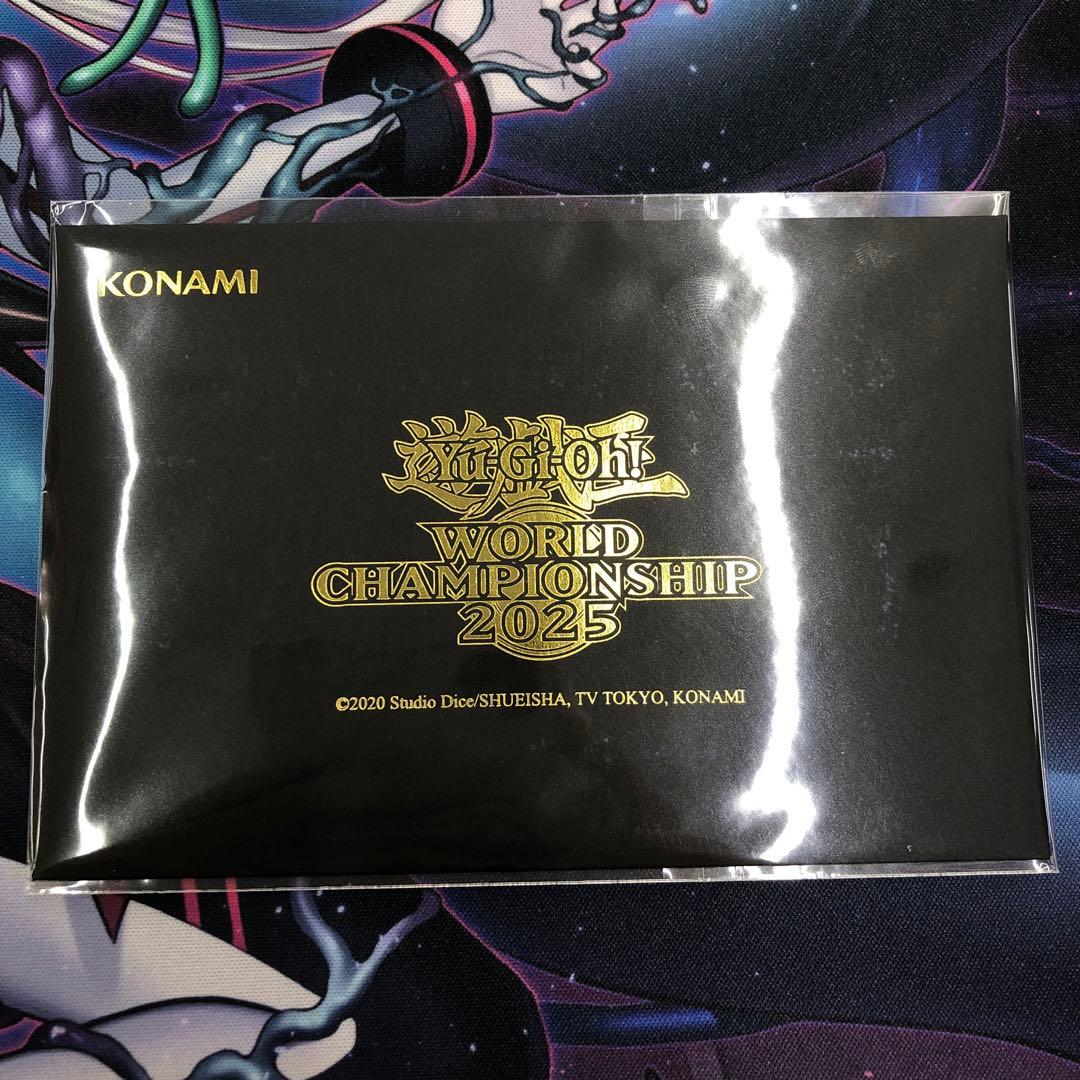 KONAMI
遊戯王
Yu-Gi-Oh!
WORLD
CHAMPIONSHIP
2025
©2020 Studio Dice/SHUEISHA, TV TOKYO, KONAMI